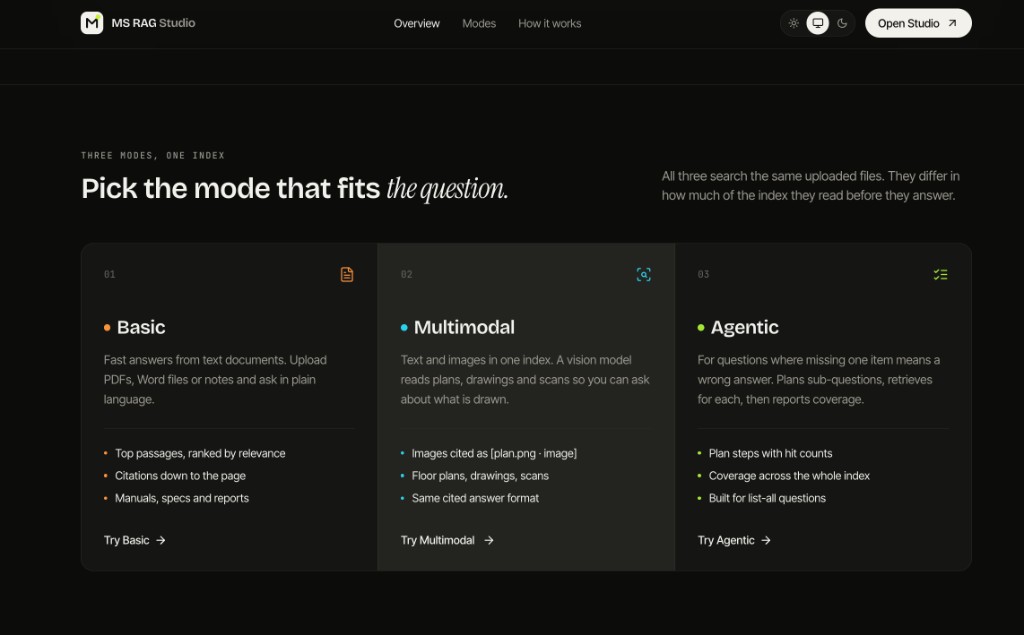 M MS RAG Studio
Overview Modes How it works
Open Studio
THREE MODES, ONE INDEX
Pick the mode that fits the question.
All three search the same uploaded files. They differ in
how much of the index they read before they answer.
01
Basic
Fast answers from text documents. Upload
PDFs, Word files or notes and ask in plain
language.
Top passages, ranked by relevance
Citations down to the page
Manuals, specs and reports
Try Basic →
02
Multimodal
Text and images in one index. A vision model
reads plans, drawings and scans so you can ask
about what is drawn.
Images cited as [plan.png · image]
Floor plans, drawings, scans
Same cited answer format
Try Multimodal →
03
Agentic
For questions where missing one item means a
wrong answer. Plans sub-questions, retrieves
for each, then reports coverage.
Plan steps with hit counts
Coverage across the whole index
Built for list-all questions
Try Agentic →